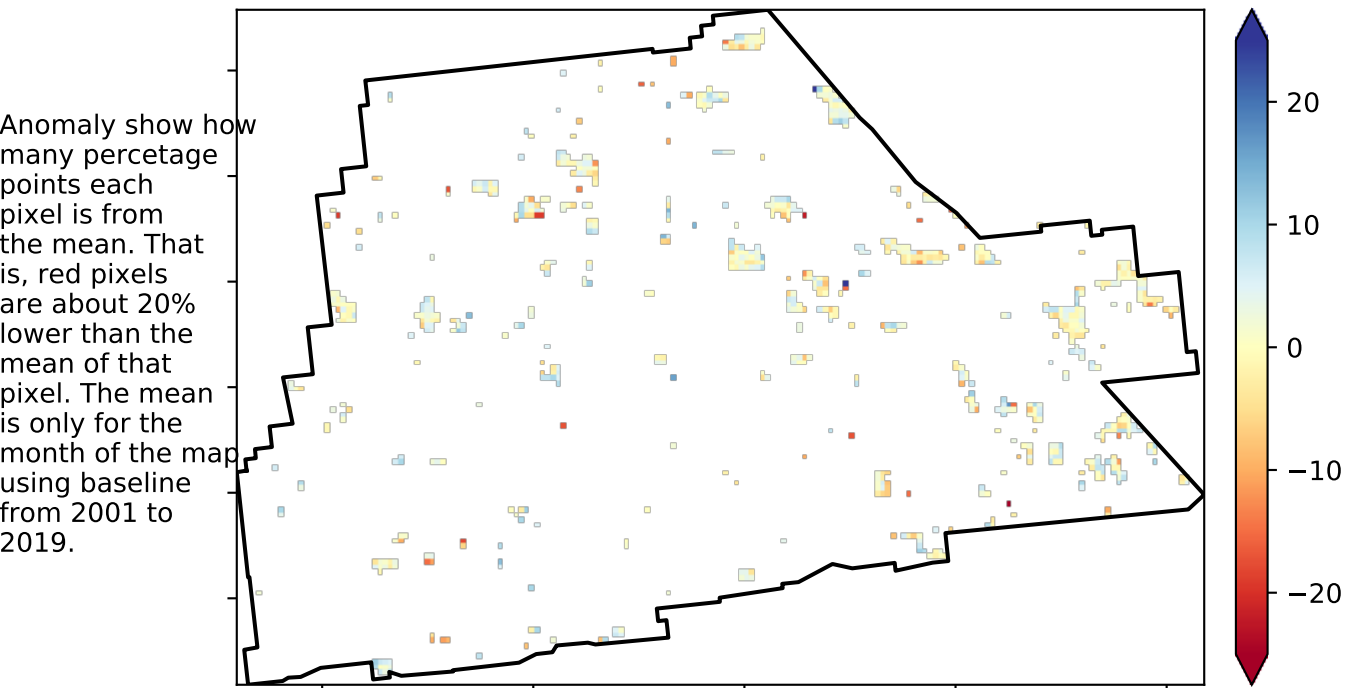 Anomaly show how
many percetage
points each
pixel is from
the mean. That
is, red pixels
are about 20%
lower than the
mean of that
pixel. The mean
is only for the
month of the map
using baseline
from 2001 to
2019.
20
10
0
−10
−20